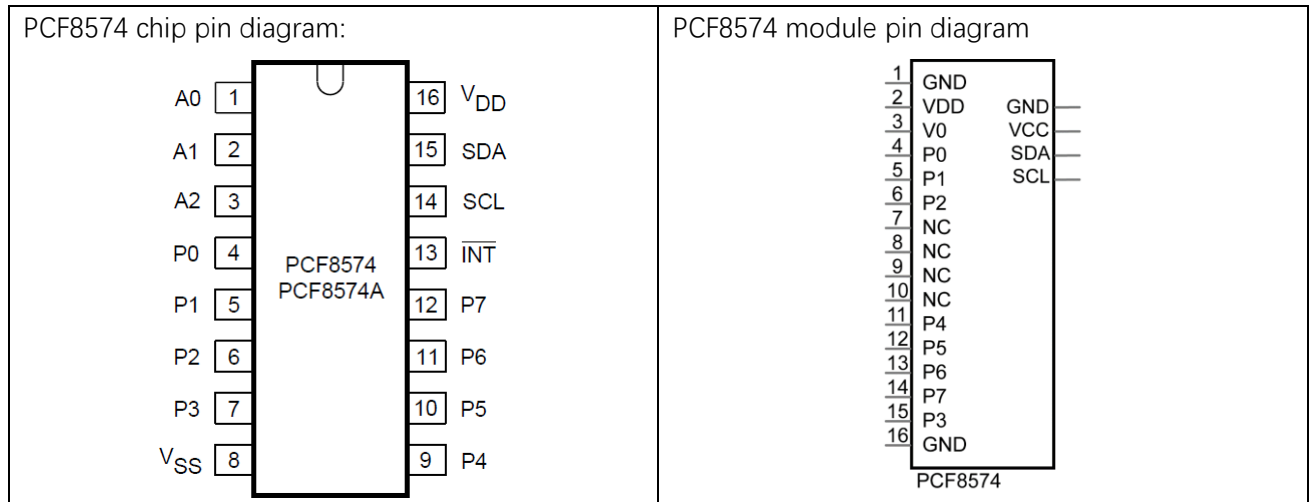 PCF8574 chip pin diagram:
A0 1 16 VDD
A1 2 15 SDA
A2 3 14 SCL
P0 4 13 INT
PCF8574
PCF8574A
P1 5 12 P7
P2 6 11 P6
P3 7 10 P5
VSS 8 9 P4
PCF8574 module pin diagram
1 GND
2 VDD GND
3 V0 VCC
4 P0 SDA
5 P1 SCL
6 P2
7 NC
8 NC
9 NC
10 NC
11 P4
12 P5
13 P6
14 P7
15 P3
16 GND
PCF8574